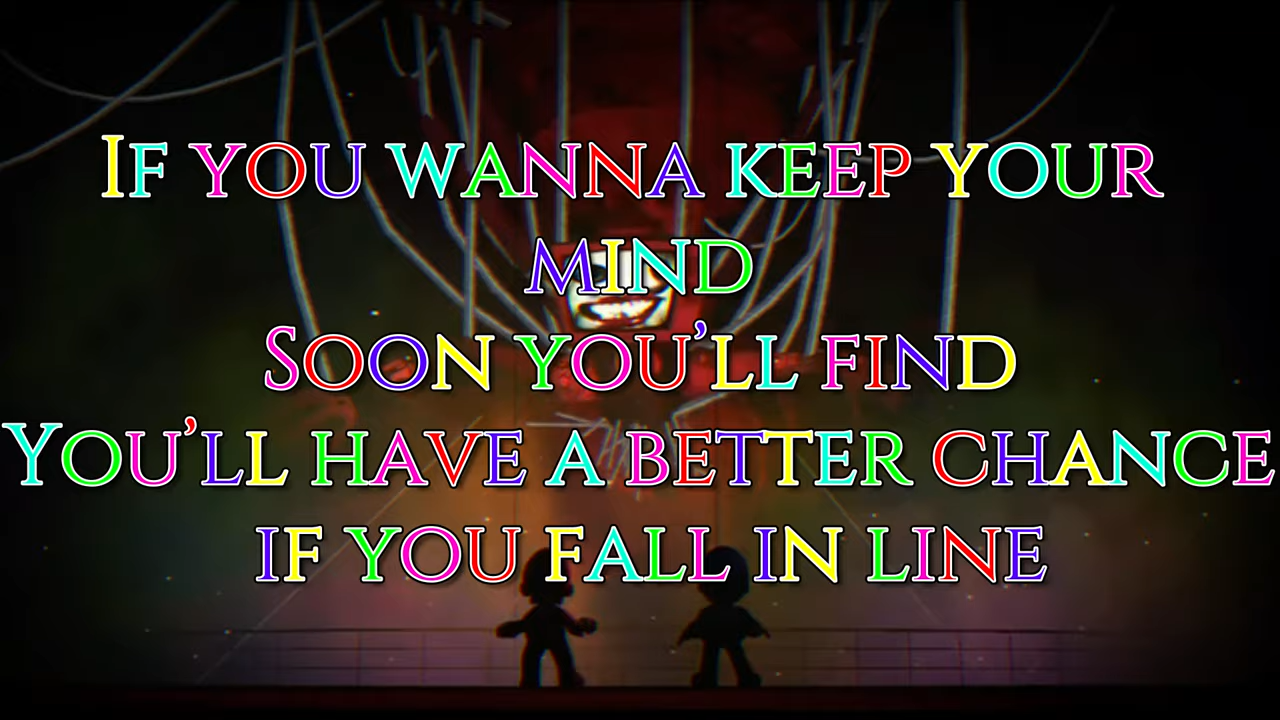 If you wanna keep your
mind
Soon you'll find
You'll have a better chance
if you fall in line